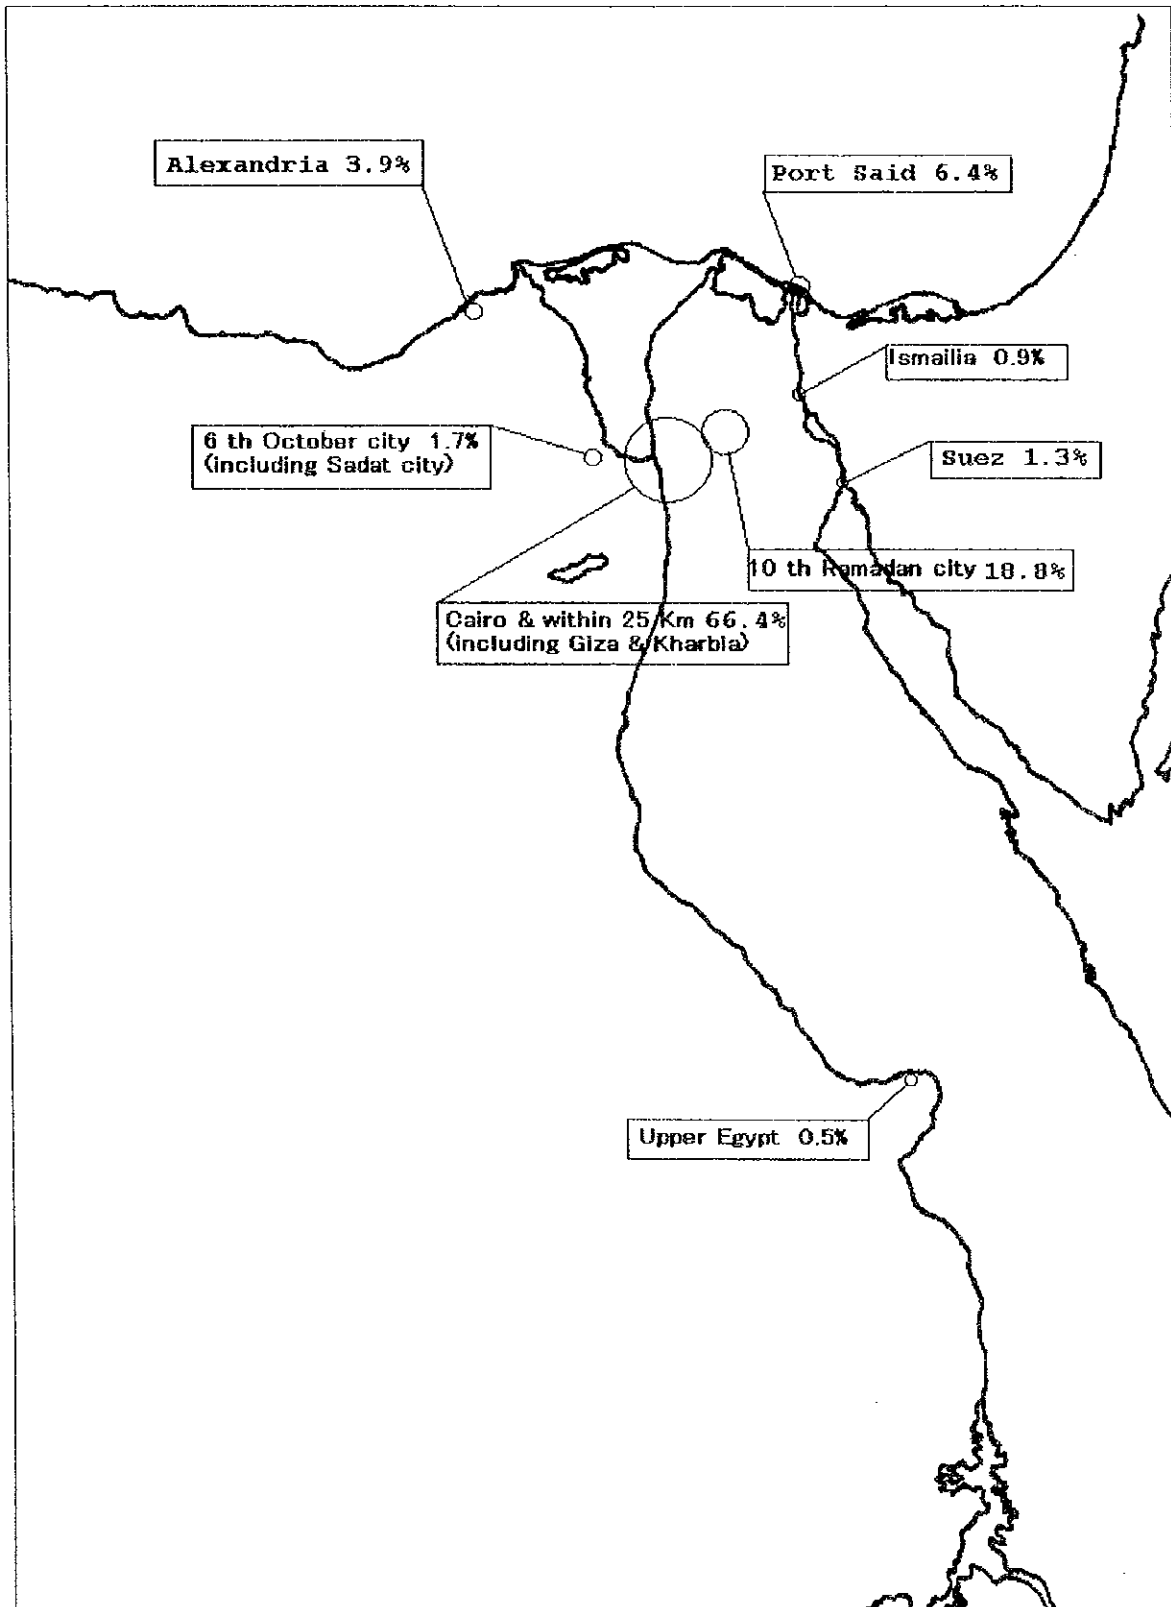 Alexandria 3.9%
Port Said 6.4%
Ismailia 0.9%
6 th October city 1.7%
(including Sadat city)
Suez 1.3%
10 th Ramadan city 18.8%
Cairo & within 25 Km 66.4%
(including Giza & Kharbia)
Upper Egypt 0.5%